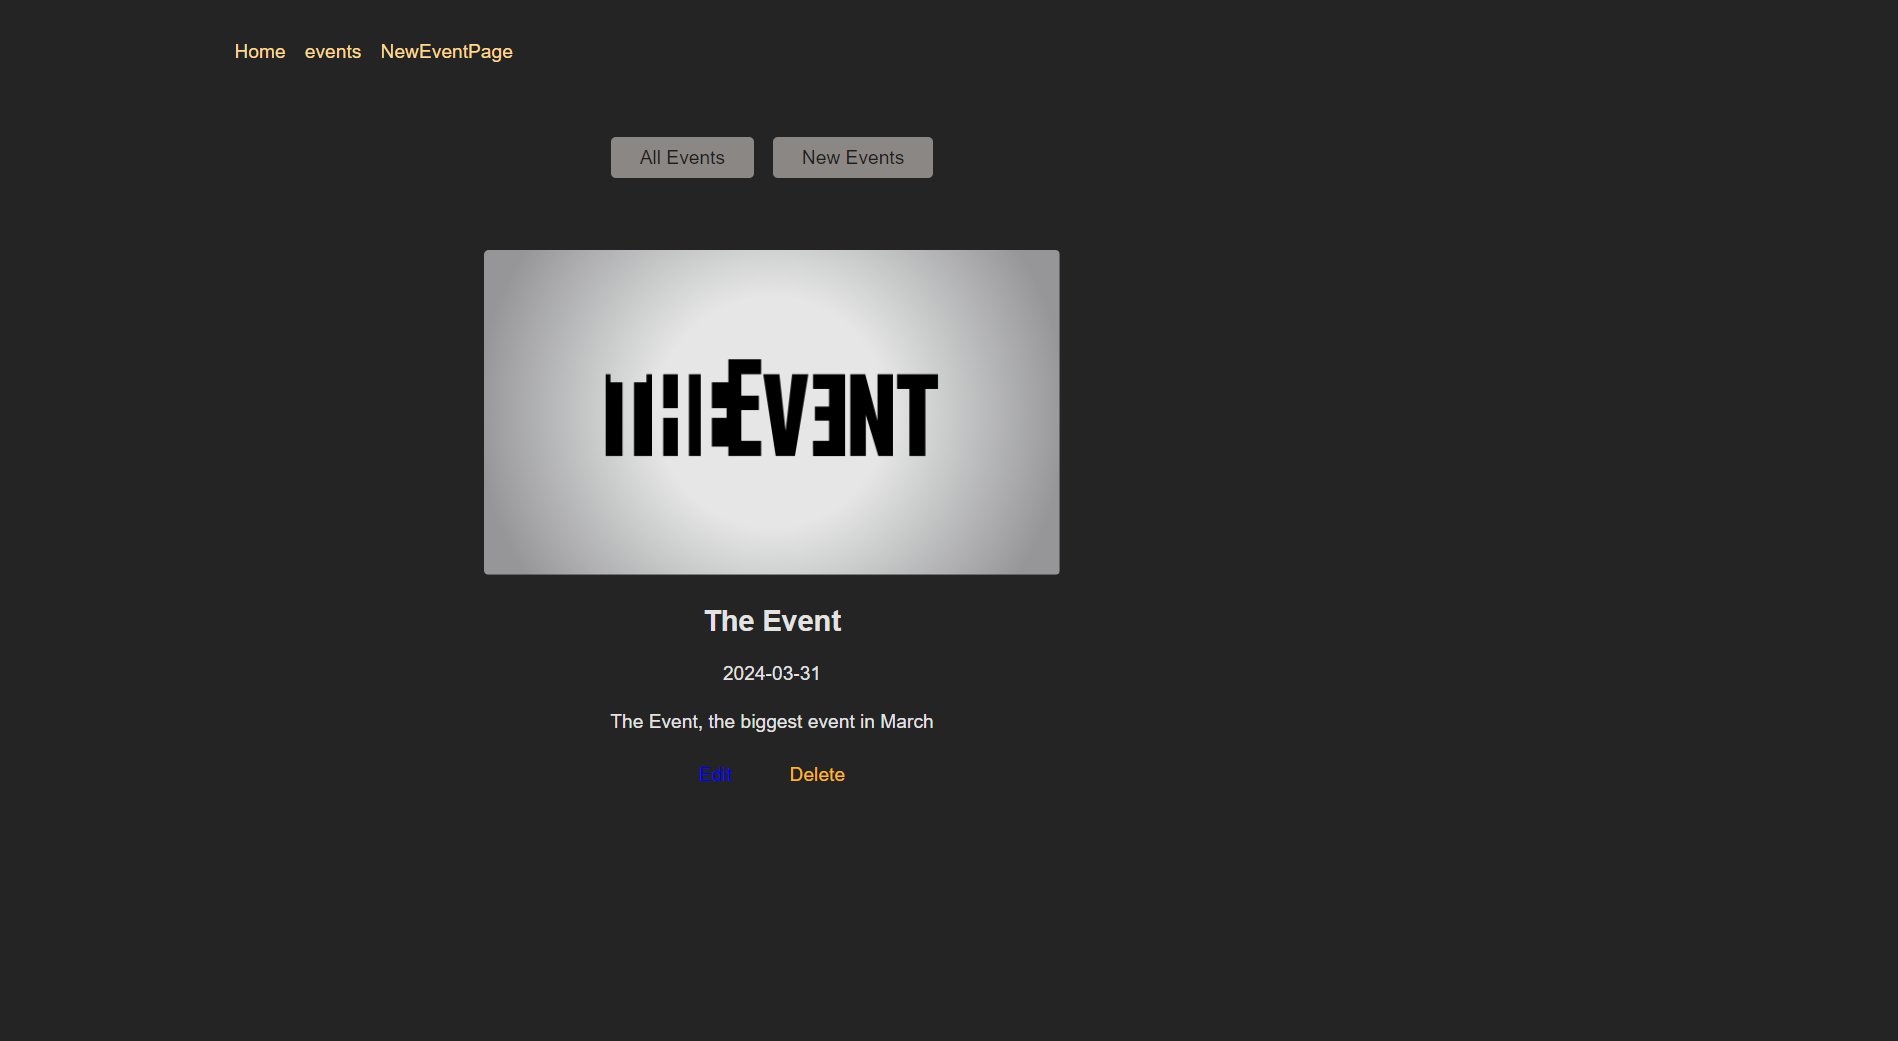 Home events NewEventPage
All Events New Events
THE EVENT
The Event
2024-03-31
The Event, the biggest event in March
Edit Delete